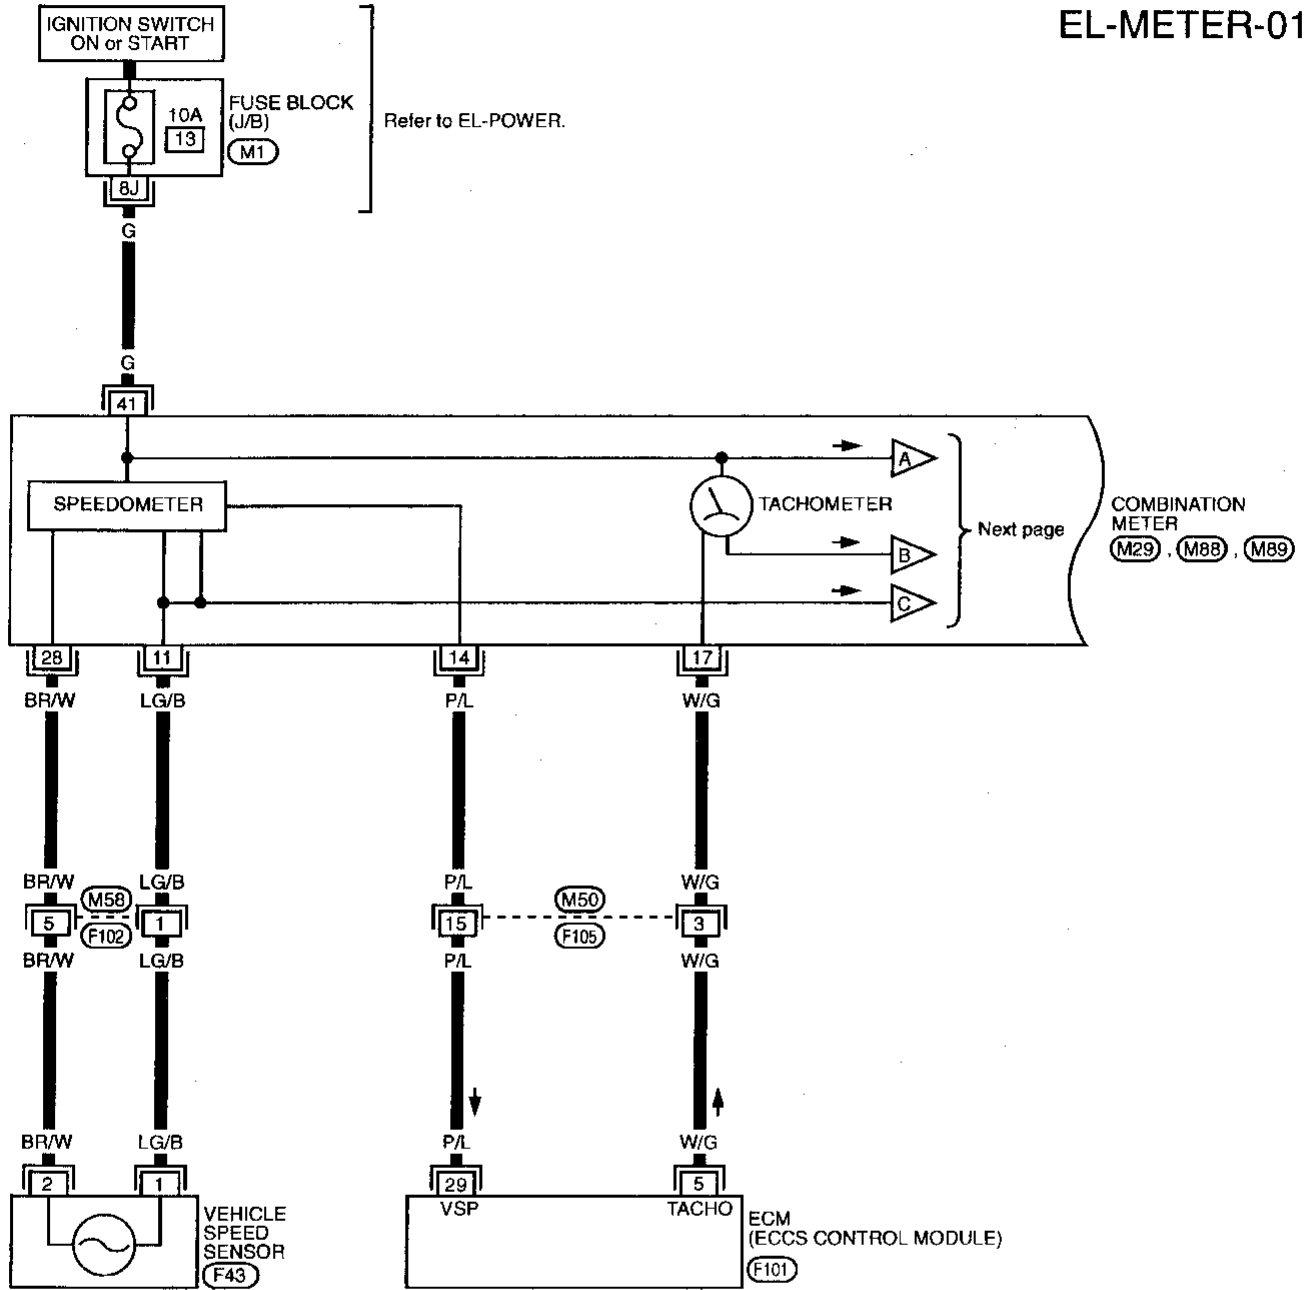 EL-METER-01
IGNITION SWITCH
ON or START
FUSE BLOCK
(J/B)
M1
10A
13
8J
Refer to EL-POWER.
G
G
41
SPEEDOMETER
TACHOMETER
A
B
C
Next page
COMBINATION
METER
M29 , M88 , M89
28 11 14 17
BR/W LG/B P/L W/G
BR/W LG/B P/L W/G
M58 M50
5 1 15 3
F102 F105
BR/W LG/B P/L W/G
BR/W LG/B P/L W/G
2 1 29 5
VSP TACHO
VEHICLE
SPEED
SENSOR
F43
ECM
(ECCS CONTROL MODULE)
F101